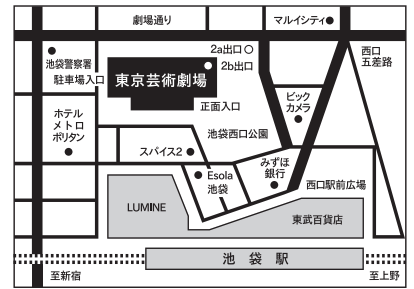 劇場通り
マルイシティ
2a出口
西口
五差路
池袋警察署
2b出口
駐車場入口
東京芸術劇場
正面入口
ビック
カメラ
ホテル
メトロ
ポリタン
池袋西口公園
スパイス2
みずほ
銀行
Esola
池袋
西口駅前広場
LUMINE
東武百貨店
池袋駅
至新宿
至上野